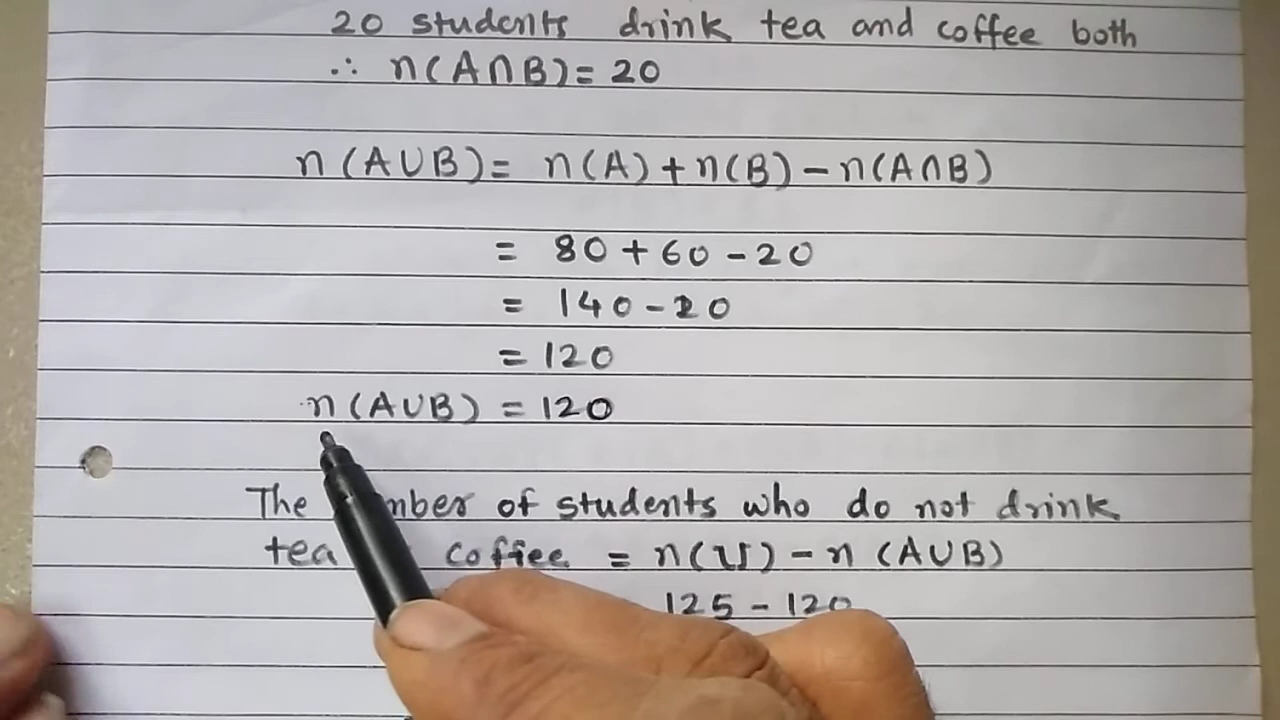 20 students drink tea and coffee both
∴ n(A∩B)= 20
n(A∪B)= n(A)+n(B)-n(A∩B)
= 80+60-20
= 140-20
= 120
n(A∪B) = 120
The of students who do not drink
tea coffee = n(U)-n(A∪B)
125-120